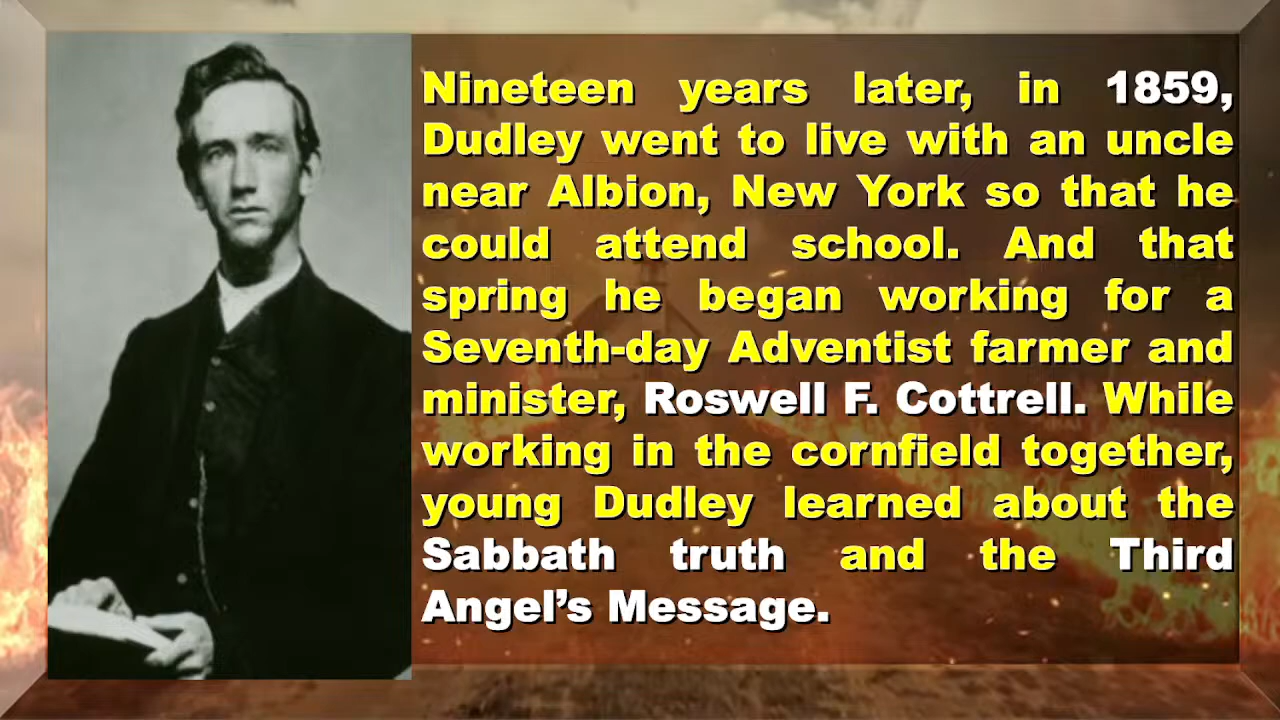 Nineteen years later, in 1859,
Dudley went to live with an uncle
near Albion, New York so that he
could attend school. And that
spring he began working for a
Seventh-day Adventist farmer and
minister, Roswell F. Cottrell. While
working in the cornfield together,
young Dudley learned about the
Sabbath truth and the Third
Angel’s Message.